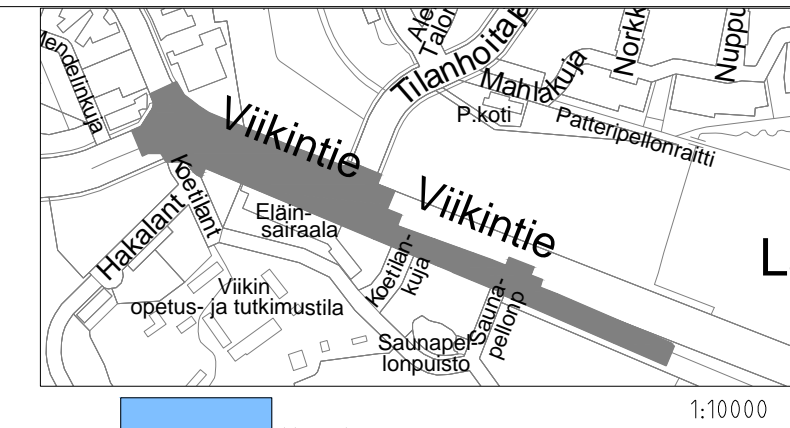 Mendelinkuja
Viikintie
Tilanhoitaja
Mahlakuja
Norkk
Nuppu
P.koti
Patteripellonraitti
Koetilant
Hakalant
Eläin-
sairaala
Viikintie
Viikin
opetus- ja tutkimustila
Koetilan-
kuja
Sauna-
pellonp
Saunapel-
lonpuisto
L
1:10000